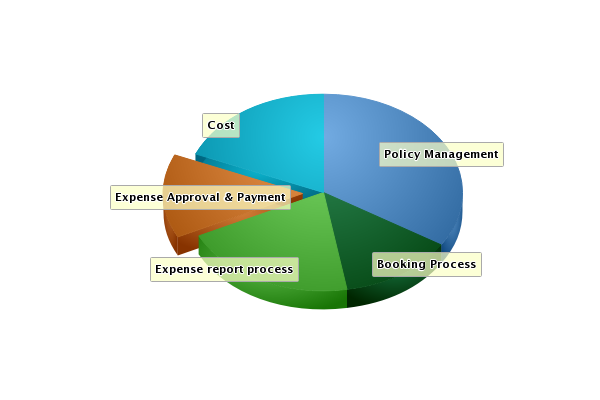 Cost
Policy Management
Expense Approval & Payment
Booking Process
Expense report process